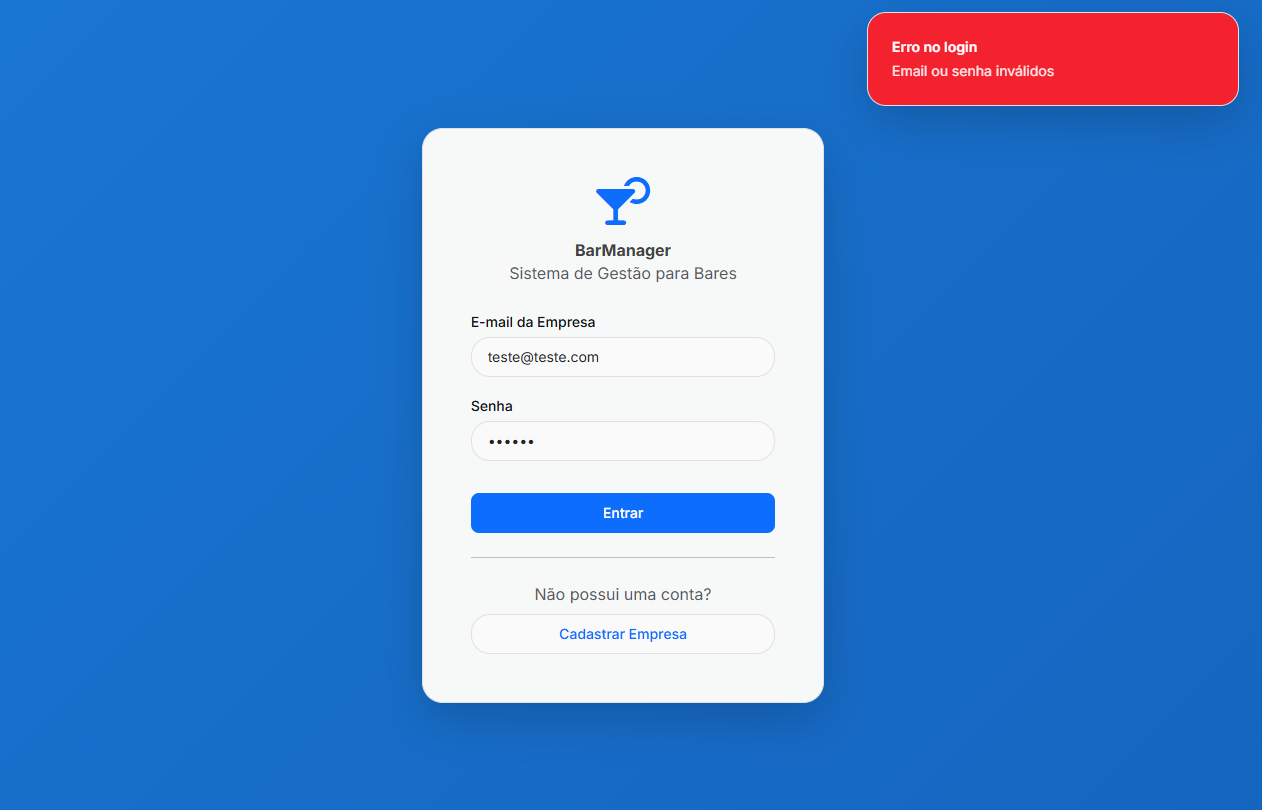 Erro no login
Email ou senha inválidos
BarManager
Sistema de Gestão para Bares
E-mail da Empresa
teste@teste.com
Senha
••••••
Entrar
Não possui uma conta?
Cadastrar Empresa